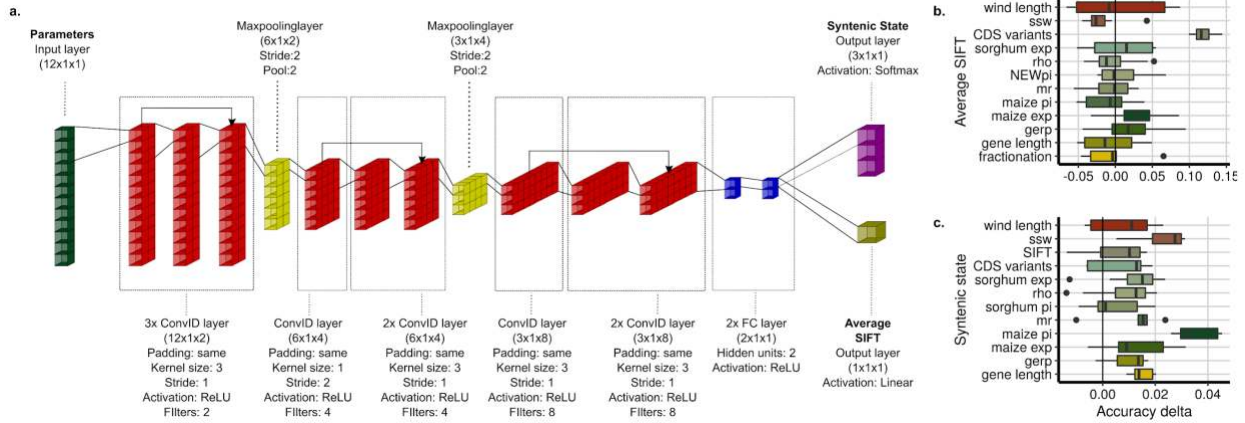 a.
Parameters
Input layer
(12x1x1)
Maxpoolinglayer
(6x1x2)
Stride:2
Pool:2
Maxpoolinglayer
(3x1x4)
Stride:2
Pool:2
Syntenic State
Output layer
(3x1x1)
Activation: Softmax
3x ConvID layer
(12x1x2)
Padding: same
Kernel size: 3
Stride: 1
Activation: ReLU
FIlters: 2
ConvID layer
(6x1x4)
Padding: same
Kernel size: 1
Stride: 2
Activation: ReLU
FIlters: 4
2x ConvID layer
(6x1x4)
Padding: same
Kernel size: 3
Stride: 1
Activation: ReLU
FIlters: 4
ConvID layer
(3x1x8)
Padding: same
Kernel size: 3
Stride: 1
Activation: ReLU
FIlters: 8
2x ConvID layer
(3x1x8)
Padding: same
Kernel size: 3
Stride: 1
Activation: ReLU
FIlters: 8
2x FC layer
(2x1x1)
Hidden units: 2
Activation: ReLU
Average
SIFT
Output layer
(1x1x1)
Activation: Linear
b.
Average SIFT
wind length
ssw
CDS variants
sorghum exp
rho
NEWpi
mr
maize pi
maize exp
gerp
gene length
fractionation
-0.05 0.00 0.05 0.10 0.15
c.
Syntenic state
wind length
ssw
SIFT
CDS variants
sorghum exp
rho
sorghum pi
mr
maize pi
maize exp
gerp
gene length
0.00 0.02 0.04
Accuracy delta